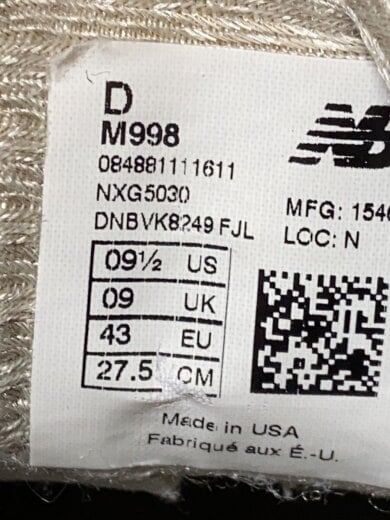 D
M998
084881111611
NXG5030
DNBVK8249 FJL
NB
MFG: 1540
LOC: N
09½ US
09 UK
43 EU
27.5 CM
Made in USA
Fabriqué aux É.-U.